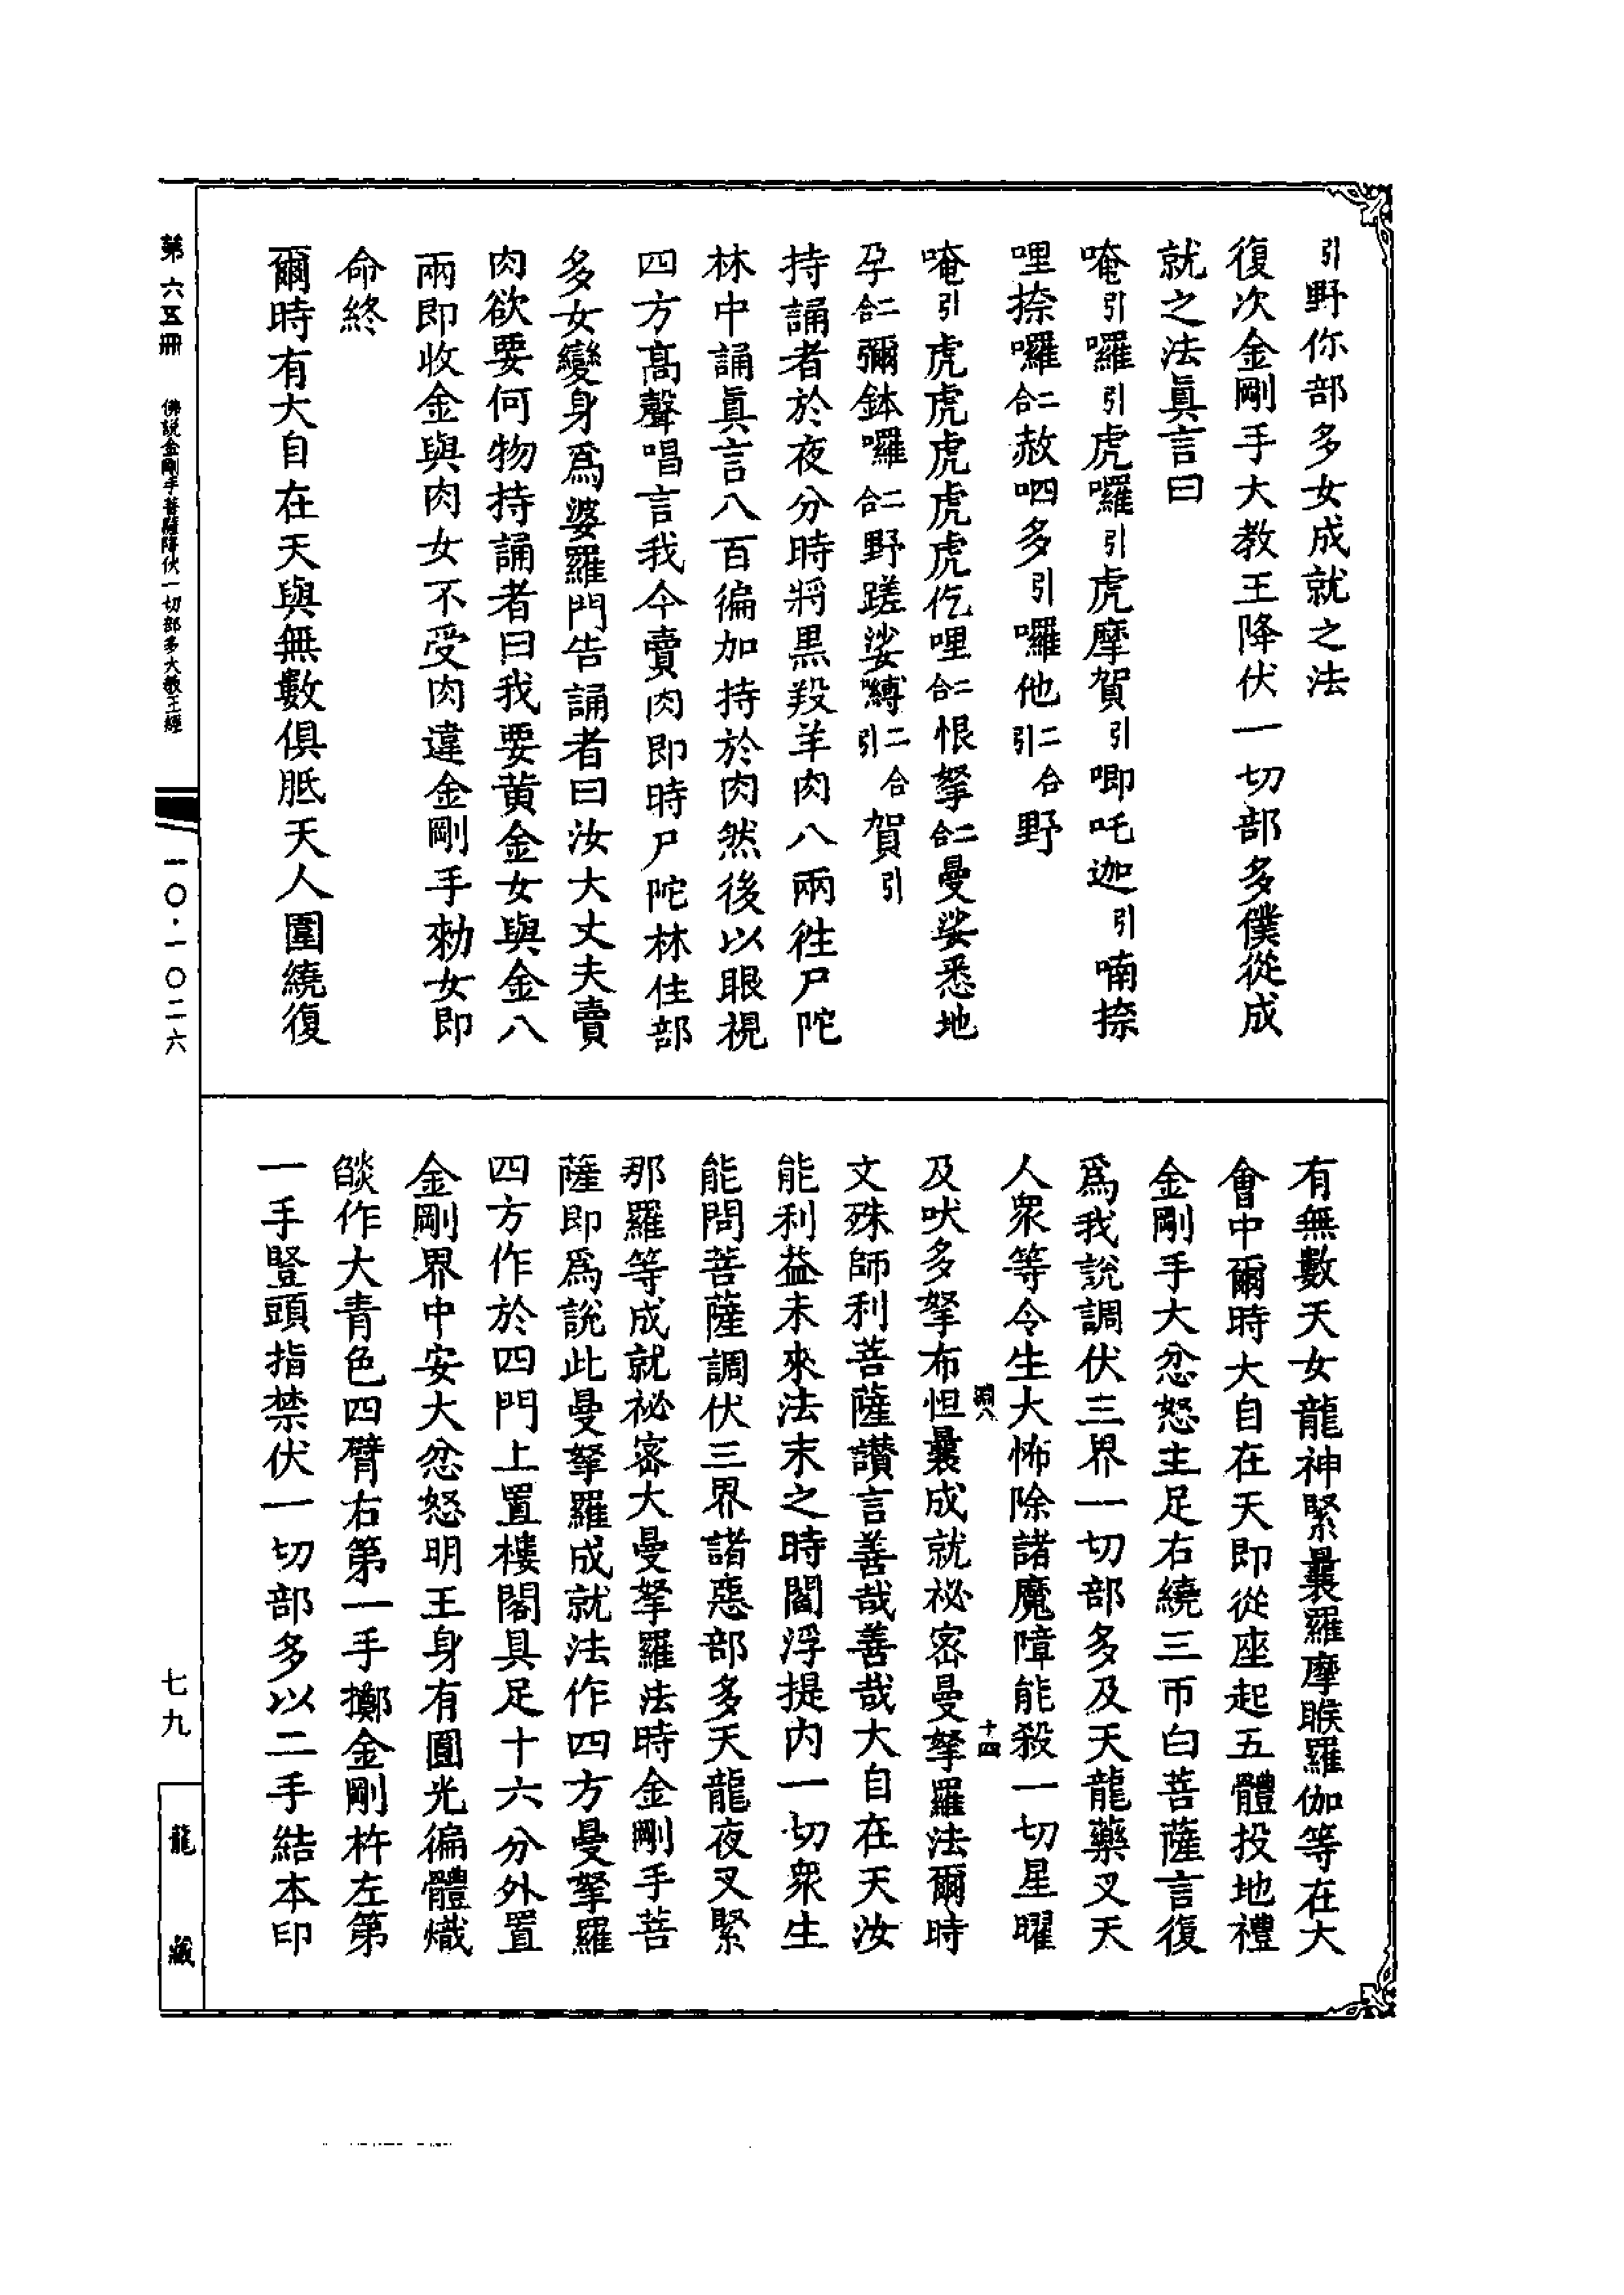 引野你部多女成就之法
復次金剛手大教王降伏一切部多僕從成
就之法眞言曰
唵引囉引虎囉引虎摩賀引唧吒迦引喃捺
哩捺囉二合赦呬多引囉他二合引野
唵引虎虎虎虎虎仡哩二合恨拏二合曼娑悉地
孕二合彌鉢囉二合野蹉娑嚩二合引賀引
持誦者於夜分時將黑羖羊肉八兩徃尸陀
林中誦眞言八百徧加持於肉然後以眼視
四方高聲唱言我今賣肉即時尸陀林住部
多女變身爲婆羅門告誦者曰汝大丈夫賣
肉欲要何物持誦者曰我要黄金女與金八
兩即收金與肉女不受肉違金剛手勑女即
命終
爾時有大自在天與無數俱胝天人圍繞復
有無數天女龍神緊曩羅摩睺羅伽等在大
會中爾時大自在天即從座起五體投地禮
金剛手大忿怒主足右繞三帀白菩薩言復
爲我說調伏三界一切部多及天龍藥叉天
人衆等令生大怖除諸魔障能殺一切星曜
及吠多拏布怛曩成就祕密曼拏羅法爾時
文殊師利菩薩讚言善哉善哉大自在天汝
能利益未來法末之時閻浮提内一切衆生
能問菩薩調伏三界諸惡部多天龍夜叉緊
那羅等成就祕密大曼拏羅法時金剛手菩
薩即爲說此曼拏羅成就法作四方曼拏羅
四方作於四門上置樓閣具足十六分外置
金剛界中安大忿怒明王身有圓光徧體熾
燄作大青色四臂右第一手擲金剛杵左第
一手豎頭指禁伏一切部多以二手結本印
十四
第六五冊
佛說金剛手菩薩降伏一切部多大教王經
一〇·一〇二六
七九
龍藏